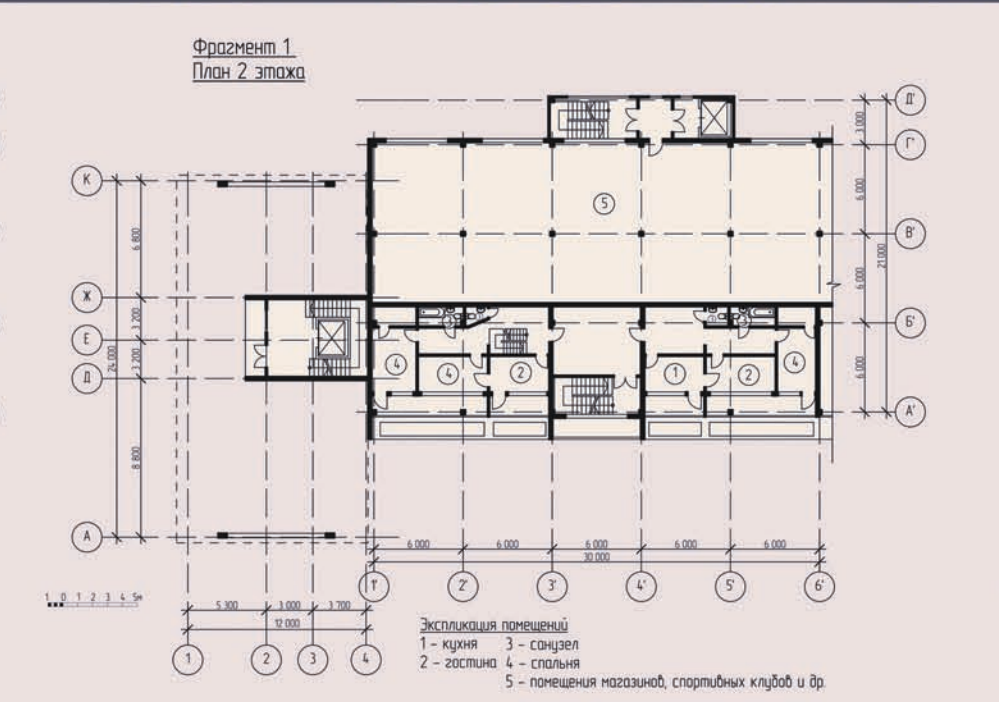 Фрагмент 1
План 2 этажа
Д'
3 000
Г'
К
6 000
5
6 800
В'
21 000
6 000
Ж
3 200
Б'
Е
24 000
3 200
4
4
2
1
2
4
6 000
Д
А'
8 800
А
6 000 6 000 6 000 6 000 6 000
30 000
1' 2' 3' 4' 5' 6'
1 0 1 2 3 4 5м
5 300 3 000 3 700
12 000
1 2 3 4
Экспликация помещений
1 - кухня 3 - санузел
2 - гостина 4 - спальня
5 - помещения магазинов, спортивных клубов и др.